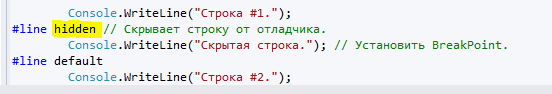 Console.WriteLine("Строка #1.");
#line hidden // Скрывает строку от отладчика.
Console.WriteLine("Скрытая строка."); // Установить BreakPoint.
#line default
Console.WriteLine("Строка #2.");